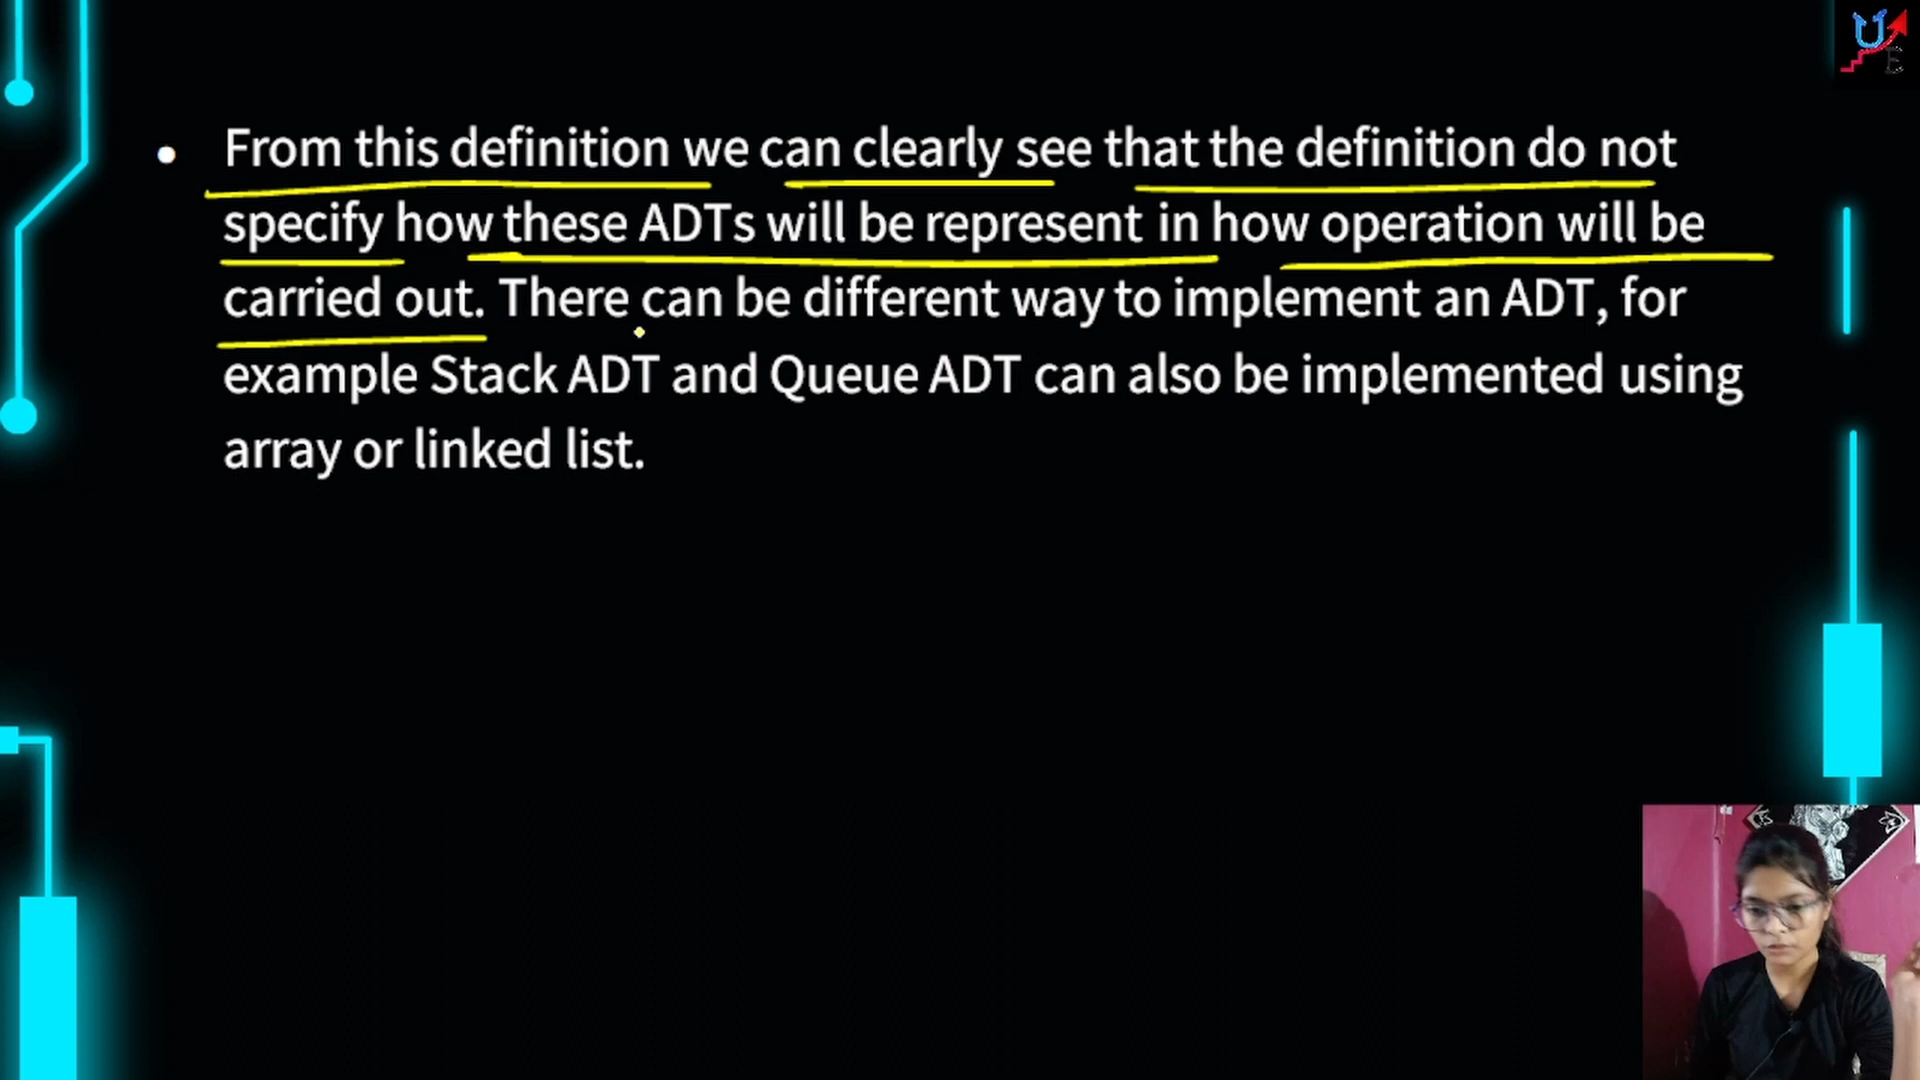 UE
• From this definition we can clearly see that the definition do not
specify how these ADTs will be represent in how operation will be
carried out. There can be different way to implement an ADT, for
example Stack ADT and Queue ADT can also be implemented using
array or linked list.